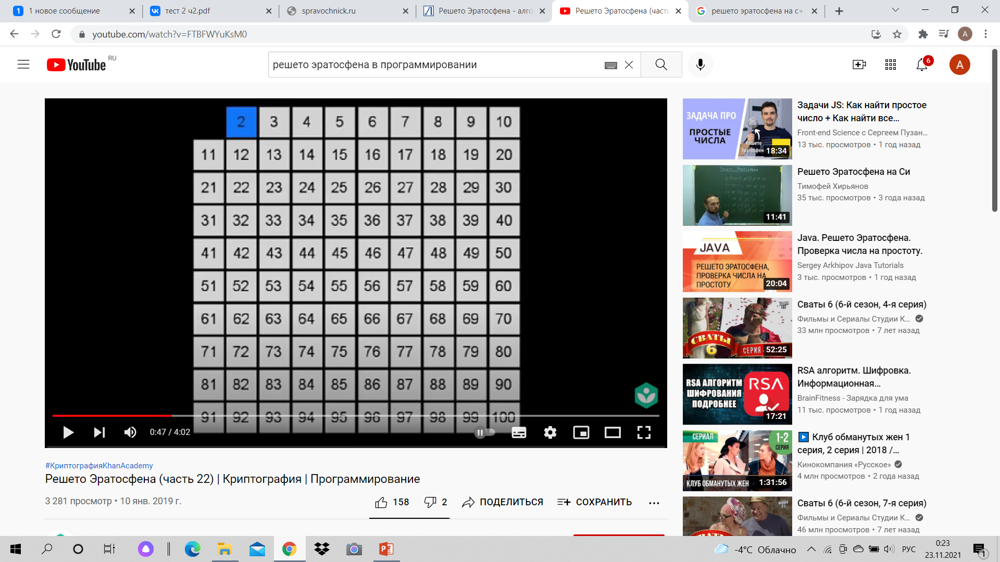 1 новое сообщение
тест 2 ч2.pdf
spravochnick.ru
Решето Эратосфена - алго
Решето Эратосфена (часть
решето эратосфена на с+
youtube.com/watch?v=FTBFWYuKsM0
A
YouTube RU
решето эратосфена в программировании
6
A
2 3 4 5 6 7 8 9 10
11 12 13 14 15 16 17 18 19 20
21 22 23 24 25 26 27 28 29 30
31 32 33 34 35 36 37 38 39 40
41 42 43 44 45 46 47 48 49 50
51 52 53 54 55 56 57 58 59 60
61 62 63 64 65 66 67 68 69 70
71 72 73 74 75 76 77 78 79 80
81 82 83 84 85 86 87 88 89 90
91 92 93 94 95 96 97 98 99 100
0:47 / 4:02
#КриптографияKhanAcademy
Решето Эратосфена (часть 22) | Криптография | Программирование
3 281 просмотр • 10 янв. 2019 г.
158
2
ПОДЕЛИТЬСЯ
СОХРАНИТЬ
ЗАДАЧА ПРО
ПРОСТЫЕ
ЧИСЛА
Решето
Эратосфен
18:34
Задачи JS: Как найти простое
число + Как найти все...
Front-end Science с Сергеем Пузан...
13 тыс. просмотров • 1 год назад
11:41
Решето Эратосфена на Си
Тимофей Хирьянов
35 тыс. просмотров • 3 года назад
JAVA
РЕШЕТО ЭРАТОСФЕНА,
ПРОВЕРКА ЧИСЛА НА
ПРОСТОТУ
20:04
Java. Решето Эратосфена.
Проверка числа на простоту.
Sergey Arkhipov Java Tutorials
3 тыс. просмотров • 1 год назад
СВАТЫ
6
СЕРИЯ
52:25
Сваты 6 (6-й сезон, 4-я серия)
Фильмы и Сериалы Студии К...
33 млн просмотров • 7 лет назад
RSA АЛГОРИТМ
ШИФРОВАНИЯ
ПОДРОБНЕЕ
RSA
17:21
RSA алгоритм. Шифровка.
Информационная...
BrainFitness - Зарядка для ума
11 тыс. просмотров • 1 год назад
СЕРИАЛ
1-2
СЕРИЯ
КЛУБ ОБМАНУТЫХ ЖЕН
1:31:56
Клуб обманутых жен 1
серия, 2 серия | 2018 /...
Кинокомпания «Русское»
4 млн просмотров • 2 года назад
Сваты 6 (6-й сезон, 7-я серия)
Фильмы и Сериалы Студии К...
46 млн просмотров • 7 лет назад
-4°C Облачно
РУС
0:23
23.11.2021
1